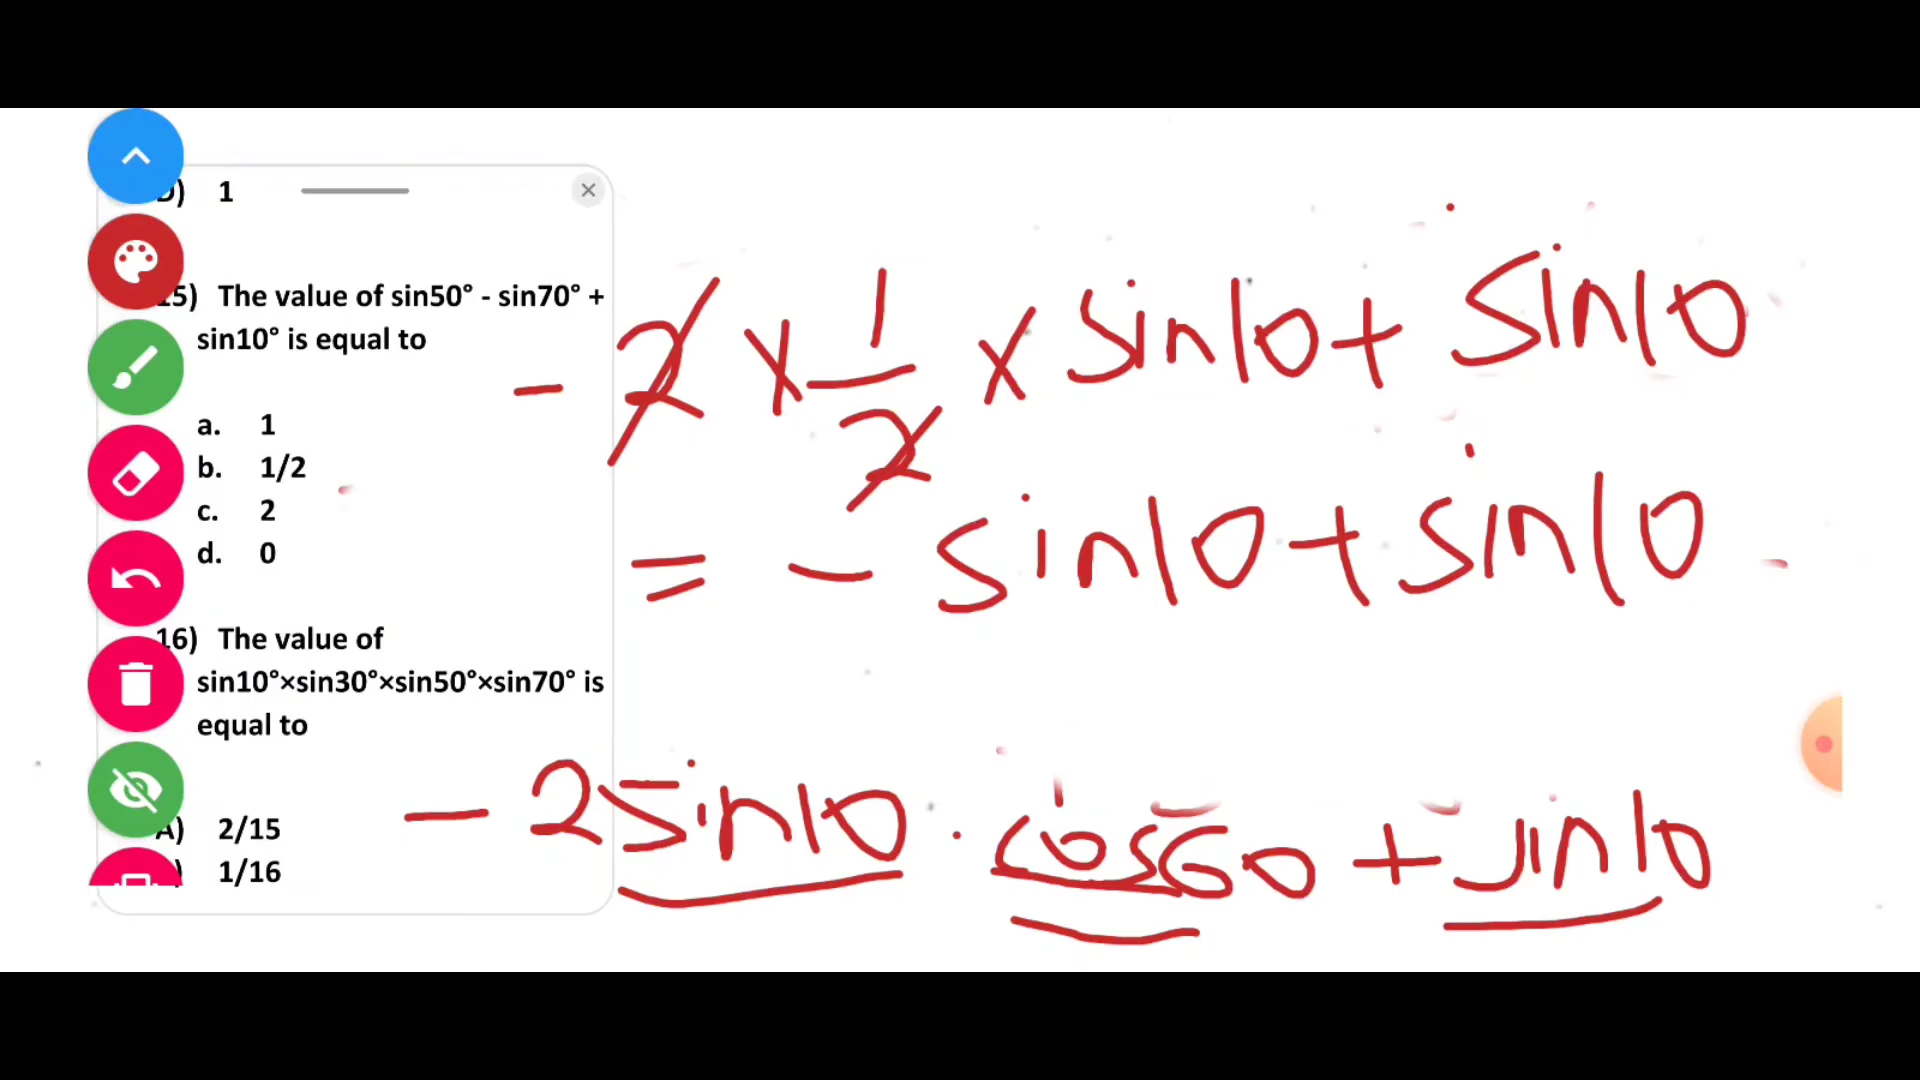 D) 1
15) The value of sin50° - sin70° +
sin10° is equal to
a. 1
b. 1/2
c. 2
d. 0
16) The value of
sin10°×sin30°×sin50°×sin70° is
equal to
A) 2/15
) 1/16
- 2 × 1/2 × sin10 + sin10
= - sin10 + sin10
- 2sin10 . cos60 + sin10